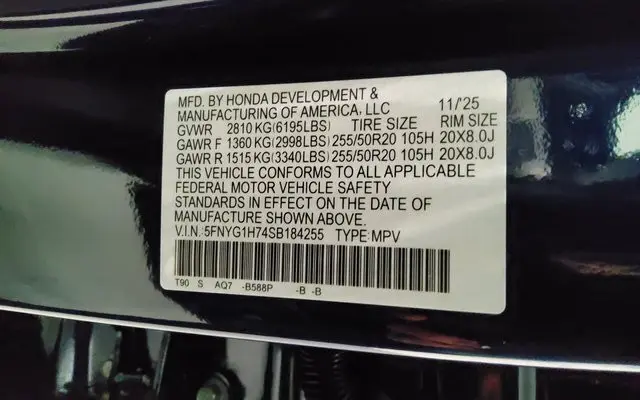 MFD. BY HONDA DEVELOPMENT &
MANUFACTURING OF AMERICA, LLC 11/'25
GVWR 2810 KG(6195LBS) TIRE SIZE RIM SIZE
GAWR F 1360 KG(2998LBS) 255/50R20 105H 20X8.0J
GAWR R 1515 KG(3340LBS) 255/50R20 105H 20X8.0J
THIS VEHICLE CONFORMS TO ALL APPLICABLE
FEDERAL MOTOR VEHICLE SAFETY
STANDARDS IN EFFECT ON THE DATE OF
MANUFACTURE SHOWN ABOVE.
V.I.N: 5FNYG1H74SB184255 TYPE:MPV
T90 S AQ7 -B588P -B -B